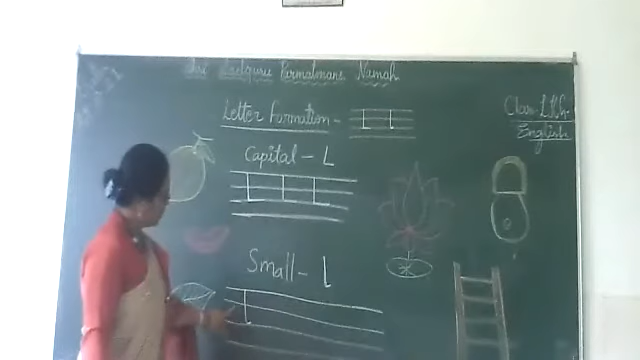 Shri Sadguru Parmatmane Namah
Letter Formation - L L
Class - LKG.
English
Capital - L
L L L
Small - l
l